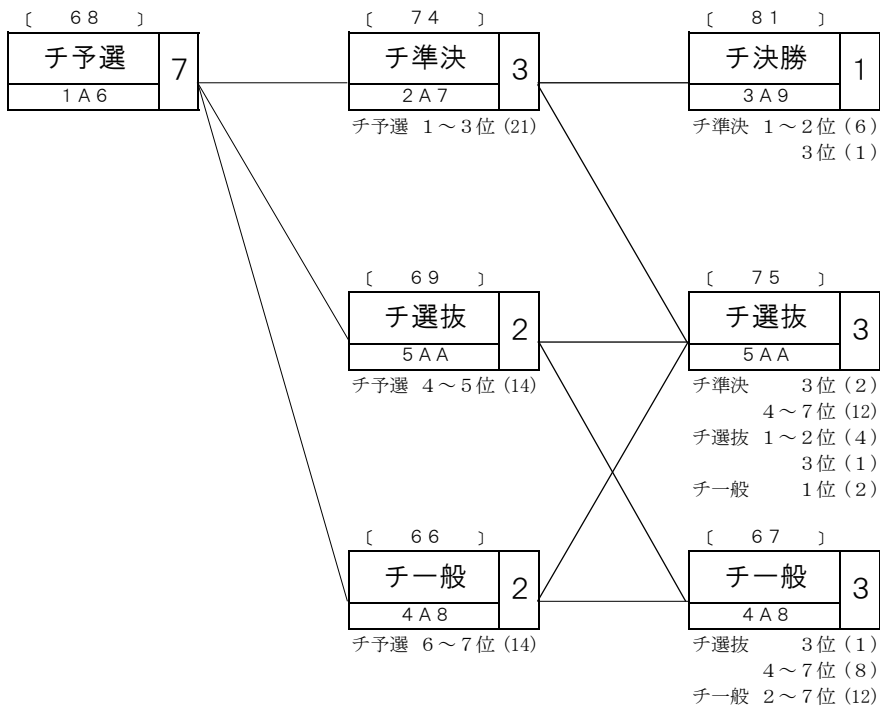 〔 68 〕
チ予選 7
1A6
〔 74 〕
チ準決 3
2A7
チ予選 1～3位 (21)
〔 81 〕
チ決勝 1
3A9
チ準決 1～2位 (6)
3位 (1)
〔 69 〕
チ選抜 2
5AA
チ予選 4～5位 (14)
〔 75 〕
チ選抜 3
5AA
チ準決 3位 (2)
4～7位 (12)
チ選抜 1～2位 (4)
3位 (1)
チ一般 1位 (2)
〔 66 〕
チ一般 2
4A8
チ予選 6～7位 (14)
〔 67 〕
チ一般 3
4A8
チ選抜 3位 (1)
4～7位 (8)
チ一般 2～7位 (12)